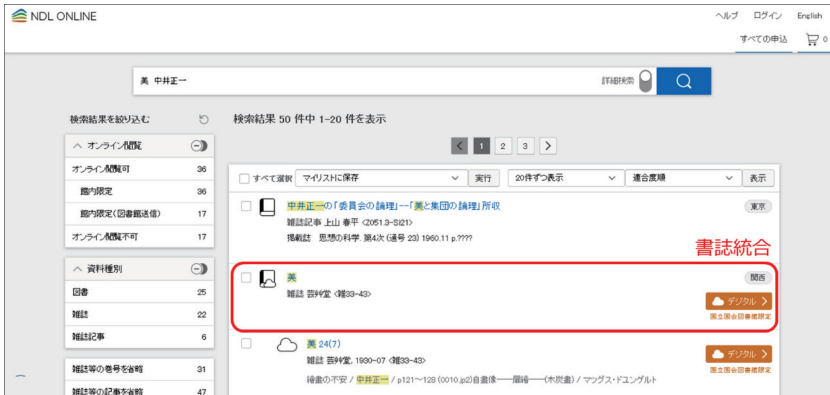 NDL ONLINE
ヘルプ ログイン English
すべての申込 0
美 中井正一
詳細検索
検索結果を絞り込む
検索結果 50 件中 1-20 件を表示
オンライン閲覧
1 2 3
オンライン閲覧可 36
すべて選択 マイリストに保存 実行 20件ずつ表示 適合度順 表示
館内限定 36
中井正一の「委員会の論理」--「美と集団の論理」所収 東京
館内限定(図書館送信) 17
雑誌記事 上山 春平 <Z051.3-Si21>
オンライン閲覧不可 17
掲載誌 思想の科学. 第4次 (通号 23) 1960.11 p.????
書誌統合
資料種別
美 関西
図書 25
雑誌 芸艸堂 <雑33-43>
デジタル
雑誌 22
国立国会図書館限定
雑誌記事 6
美 24(7)
雑誌 芸艸堂, 1930-07 <雑33-43>
デジタル
雑誌等の巻号を省略 31
国立国会図書館限定
繪畫の不安 / 中井正一 / p121~128 (0010.jp2)自畫像――扉繪――(木炭畫) / マツグス・ドユングルト
雑誌等の記事を省略 47